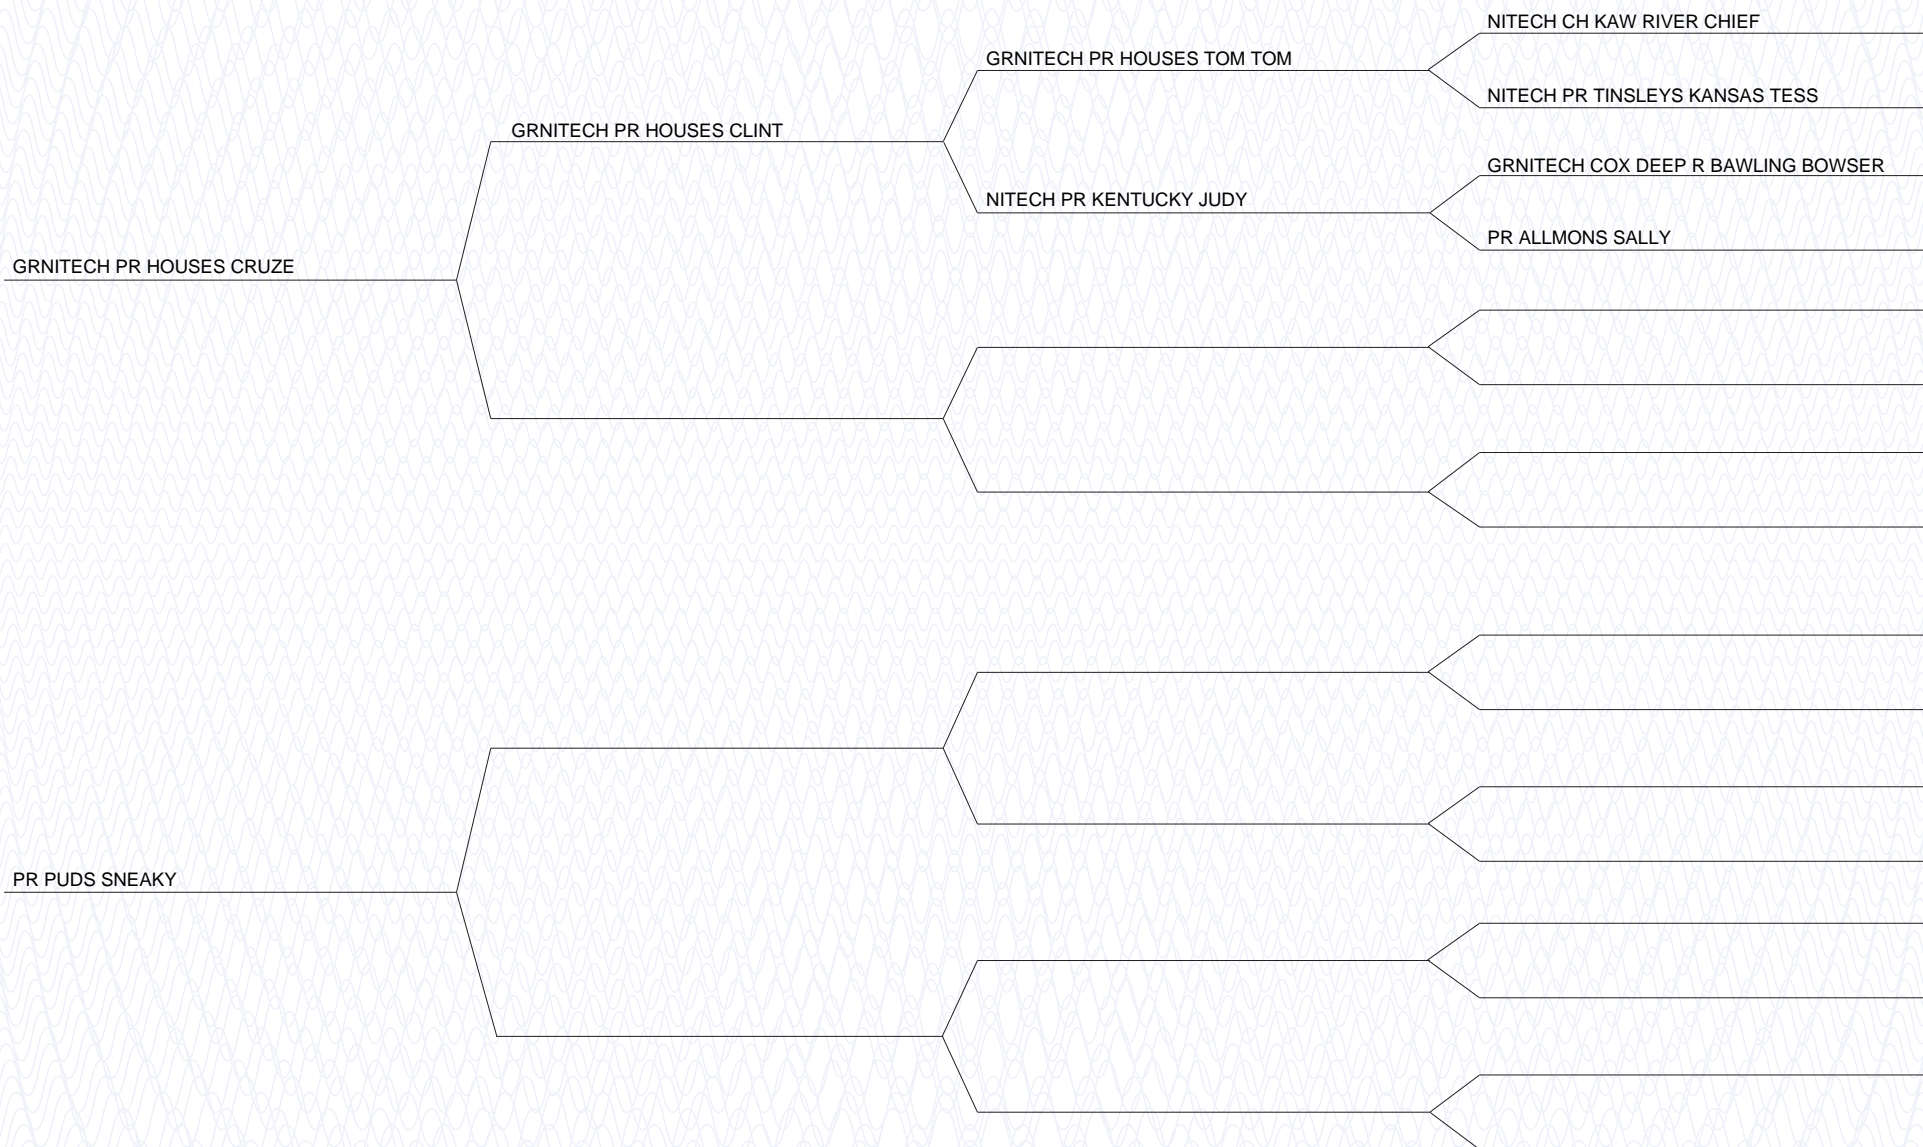 NITECH CH KAW RIVER CHIEF
GRNITECH PR HOUSES TOM TOM
NITECH PR TINSLEYS KANSAS TESS
GRNITECH PR HOUSES CLINT
GRNITECH COX DEEP R BAWLING BOWSER
NITECH PR KENTUCKY JUDY
PR ALLMONS SALLY
GRNITECH PR HOUSES CRUZE
PR PUDS SNEAKY